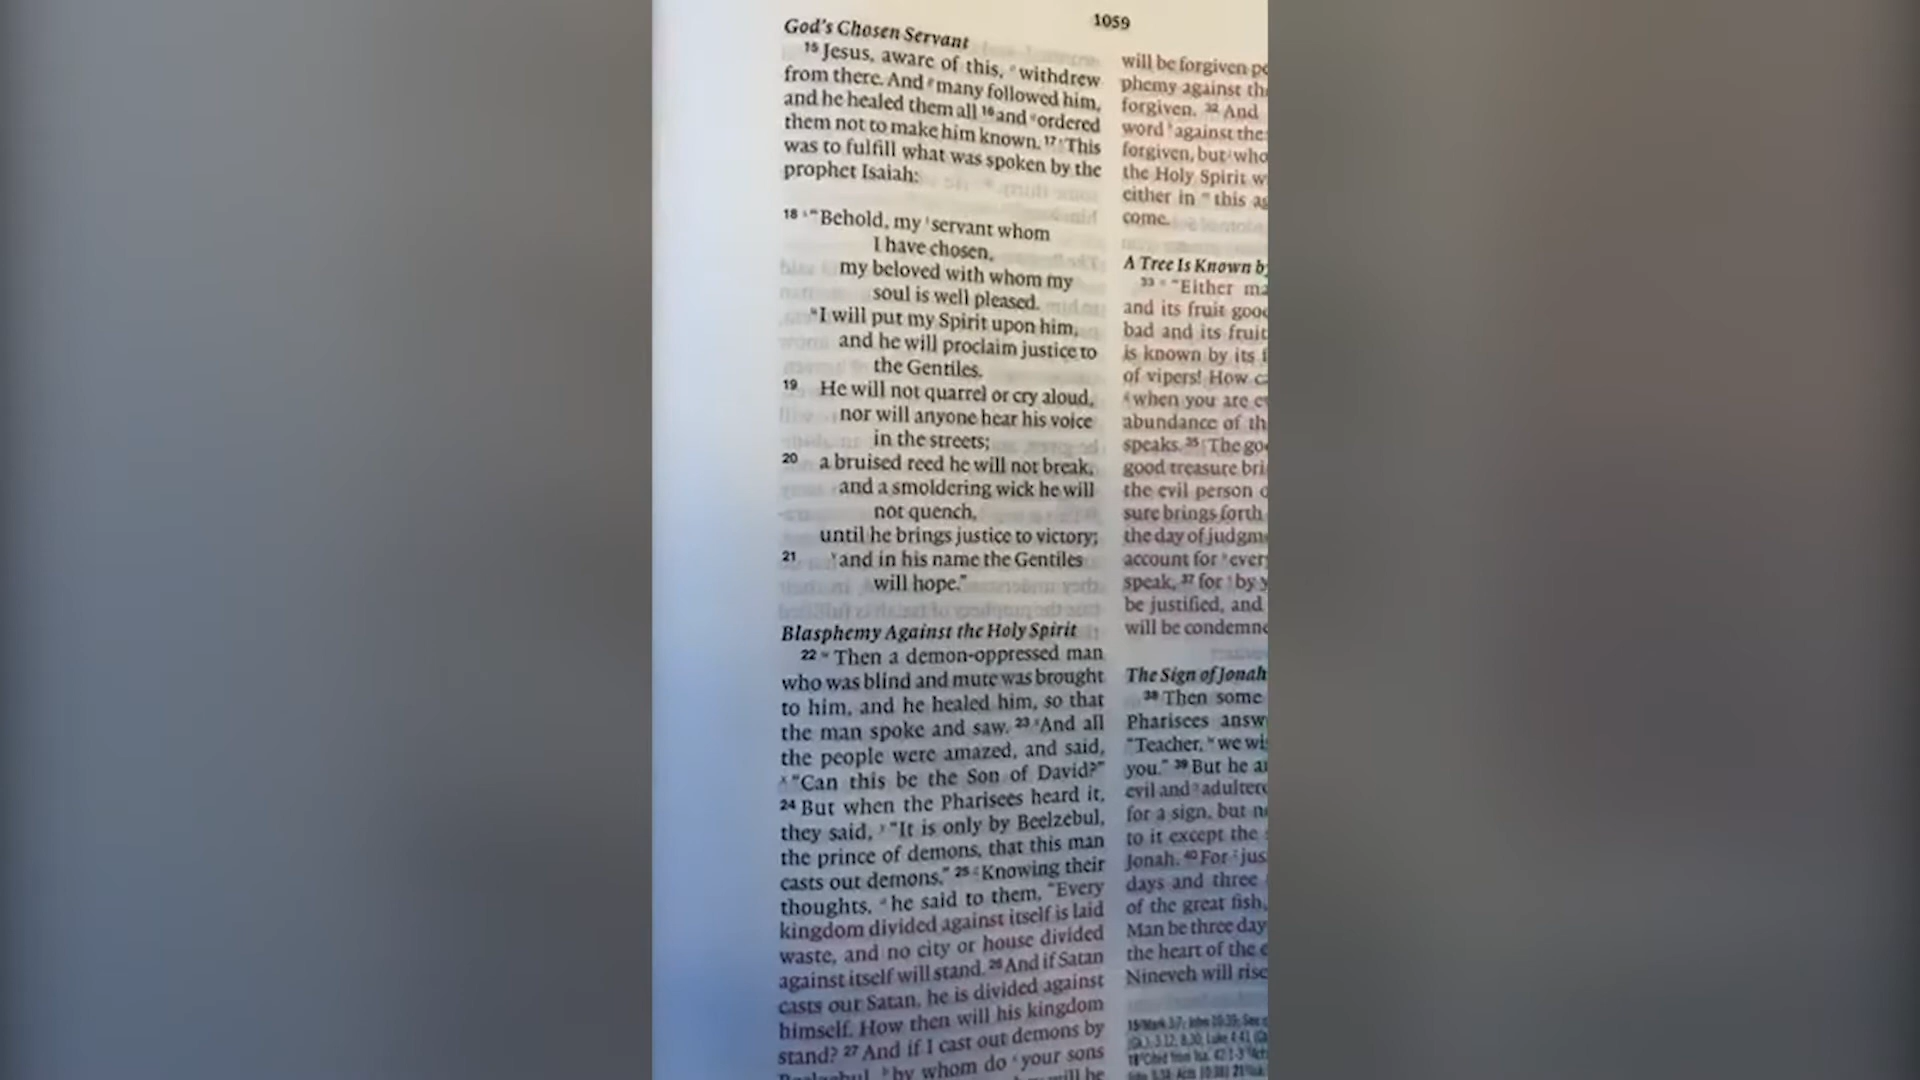 1059
God's Chosen Servant
15 Jesus, aware of this, withdrew
from there. And many followed him,
and he healed them all 16 and ordered
them not to make him known. 17 This
was to fulfill what was spoken by the
prophet Isaiah:
18 "Behold, my servant whom
I have chosen,
my beloved with whom my
soul is well pleased.
I will put my Spirit upon him,
and he will proclaim justice to
the Gentiles.
19 He will not quarrel or cry aloud,
nor will anyone hear his voice
in the streets;
20 a bruised reed he will not break,
and a smoldering wick he will
not quench,
until he brings justice to victory;
21 and in his name the Gentiles
will hope."
Blasphemy Against the Holy Spirit
22 Then a demon-oppressed man
who was blind and mute was brought
to him, and he healed him, so that
the man spoke and saw. 23 And all
the people were amazed, and said,
"Can this be the Son of David?"
24 But when the Pharisees heard it,
they said, "It is only by Beelzebul,
the prince of demons, that this man
casts out demons." 25 Knowing their
thoughts, he said to them, "Every
kingdom divided against itself is laid
waste, and no city or house divided
against itself will stand. 26 And if Satan
casts out Satan, he is divided against
himself. How then will his kingdom
stand? 27 And if I cast out demons by
by whom do your sons
will be forgiven
phemy against
forgiven. 32 And
word against the
forgiven, but
the Holy Spirit
either in this
come.
A Tree Is Known
33 "Either
and its fruit
bad and its fruit
is known by its
of vipers! How
when you are
abundance of
speaks. 35 The
good treasure
the evil person
sure brings forth
the day of
account for
speak, 37 for by
be justified, and
will be
The Sign of Jonah
38 Then some
Pharisees
"Teacher, we
you." 39 But he
evil and
for a sign, but
to it except the
Jonah. 40 For
days and three
of the great fish,
Man be three
the heart of the
Nineveh will